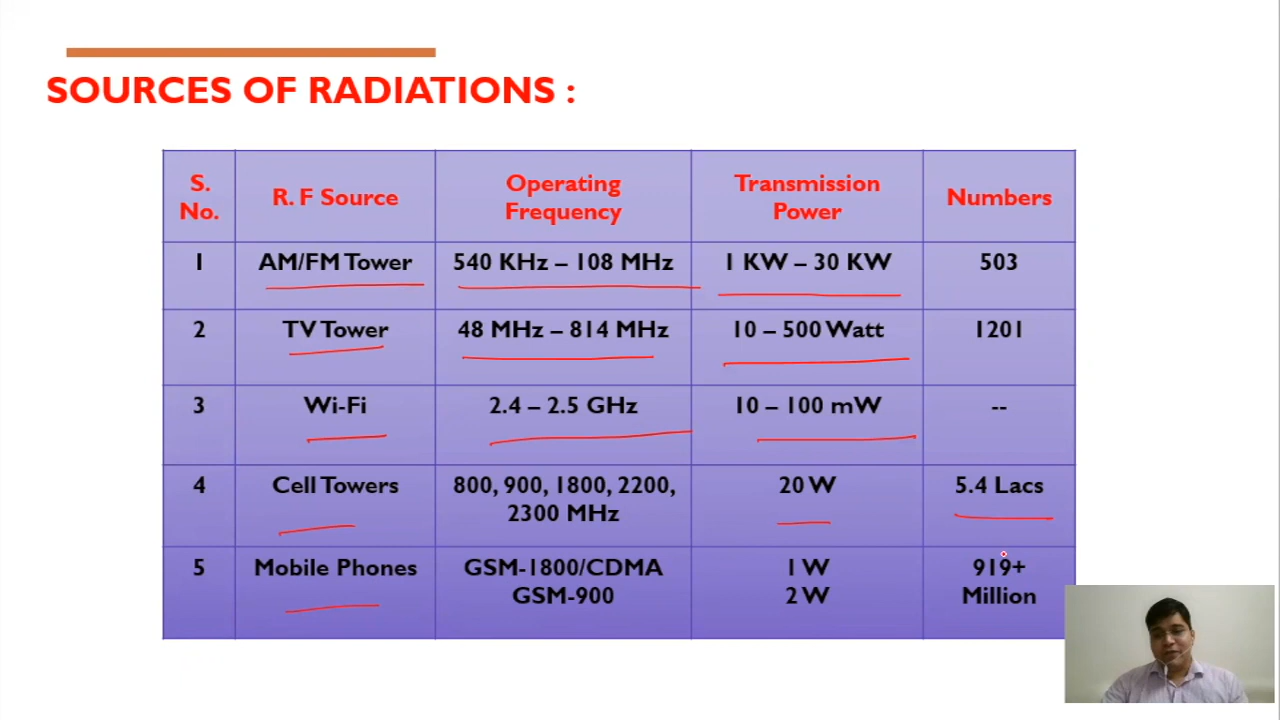 SOURCES OF RADIATIONS :
S. No.
R. F Source
Operating Frequency
Transmission Power
Numbers
1
AM/FM Tower
540 KHz – 108 MHz
1 KW – 30 KW
503
2
TV Tower
48 MHz – 814 MHz
10 – 500 Watt
1201
3
Wi-Fi
2.4 – 2.5 GHz
10 – 100 mW
--
4
Cell Towers
800, 900, 1800, 2200,
2300 MHz
20 W
5.4 Lacs
5
Mobile Phones
GSM-1800/CDMA
GSM-900
1 W
2 W
919+
Million